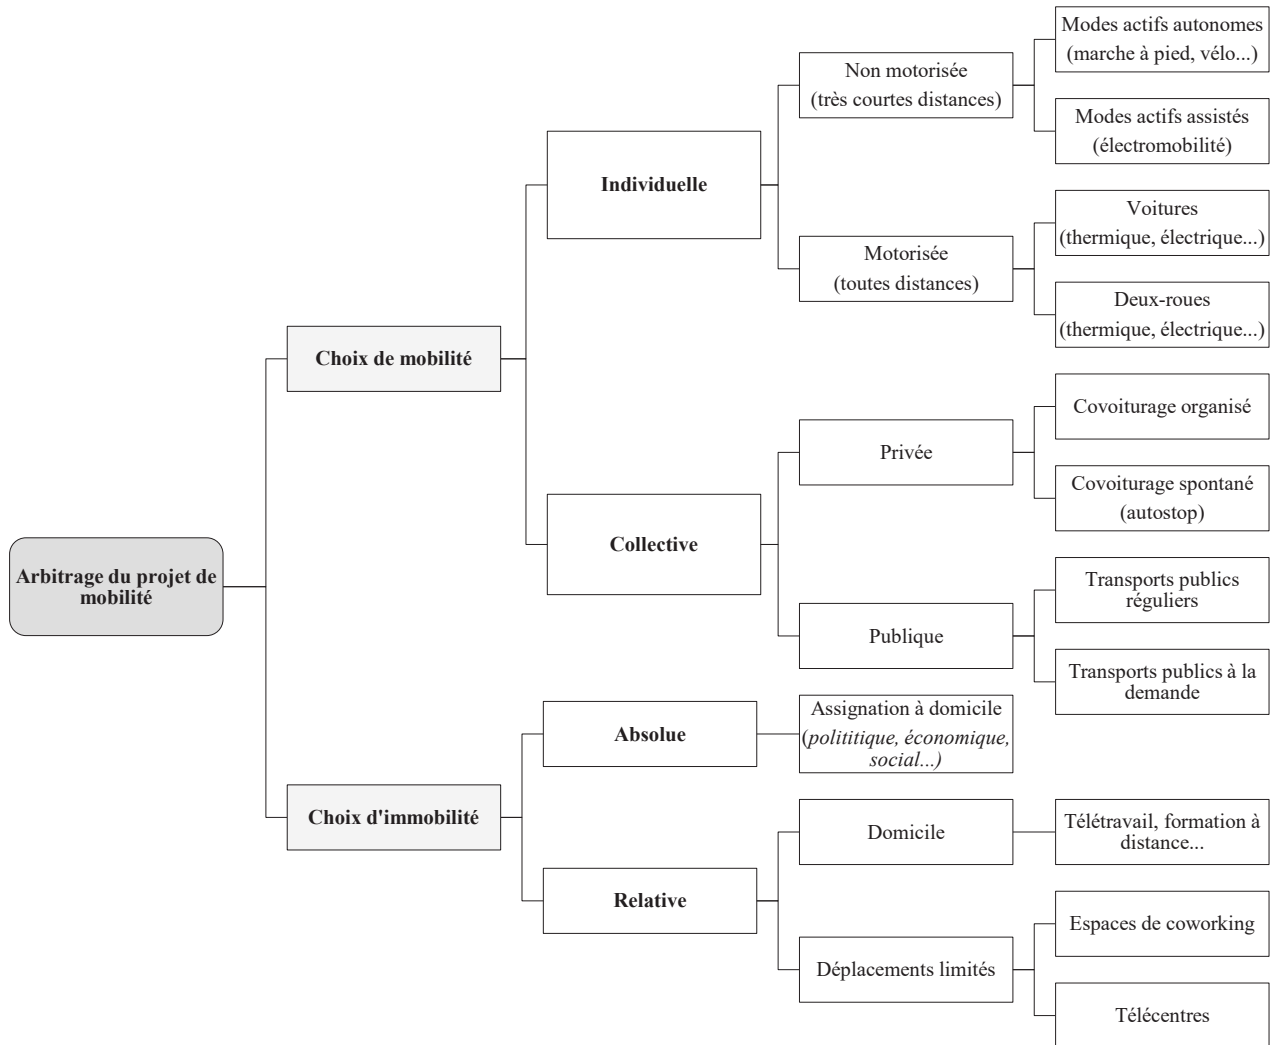 Modes actifs autonomes
(marche à pied, vélo...)
Non motorisée
(très courtes distances)
Modes actifs assistés
(électromobilité)
Individuelle
Voitures
(thermique, électrique...)
Motorisée
(toutes distances)
Deux-roues
(thermique, électrique...)
Choix de mobilité
Covoiturage organisé
Privée
Covoiturage spontané
(autostop)
Collective
Arbitrage du projet de
mobilité
Transports publics
réguliers
Publique
Transports publics à la
demande
Absolue
Assignation à domicile
(polititique, économique,
social...)
Choix d'immobilité
Domicile
Télétravail, formation à
distance...
Relative
Espaces de coworking
Déplacements limités
Télécentres